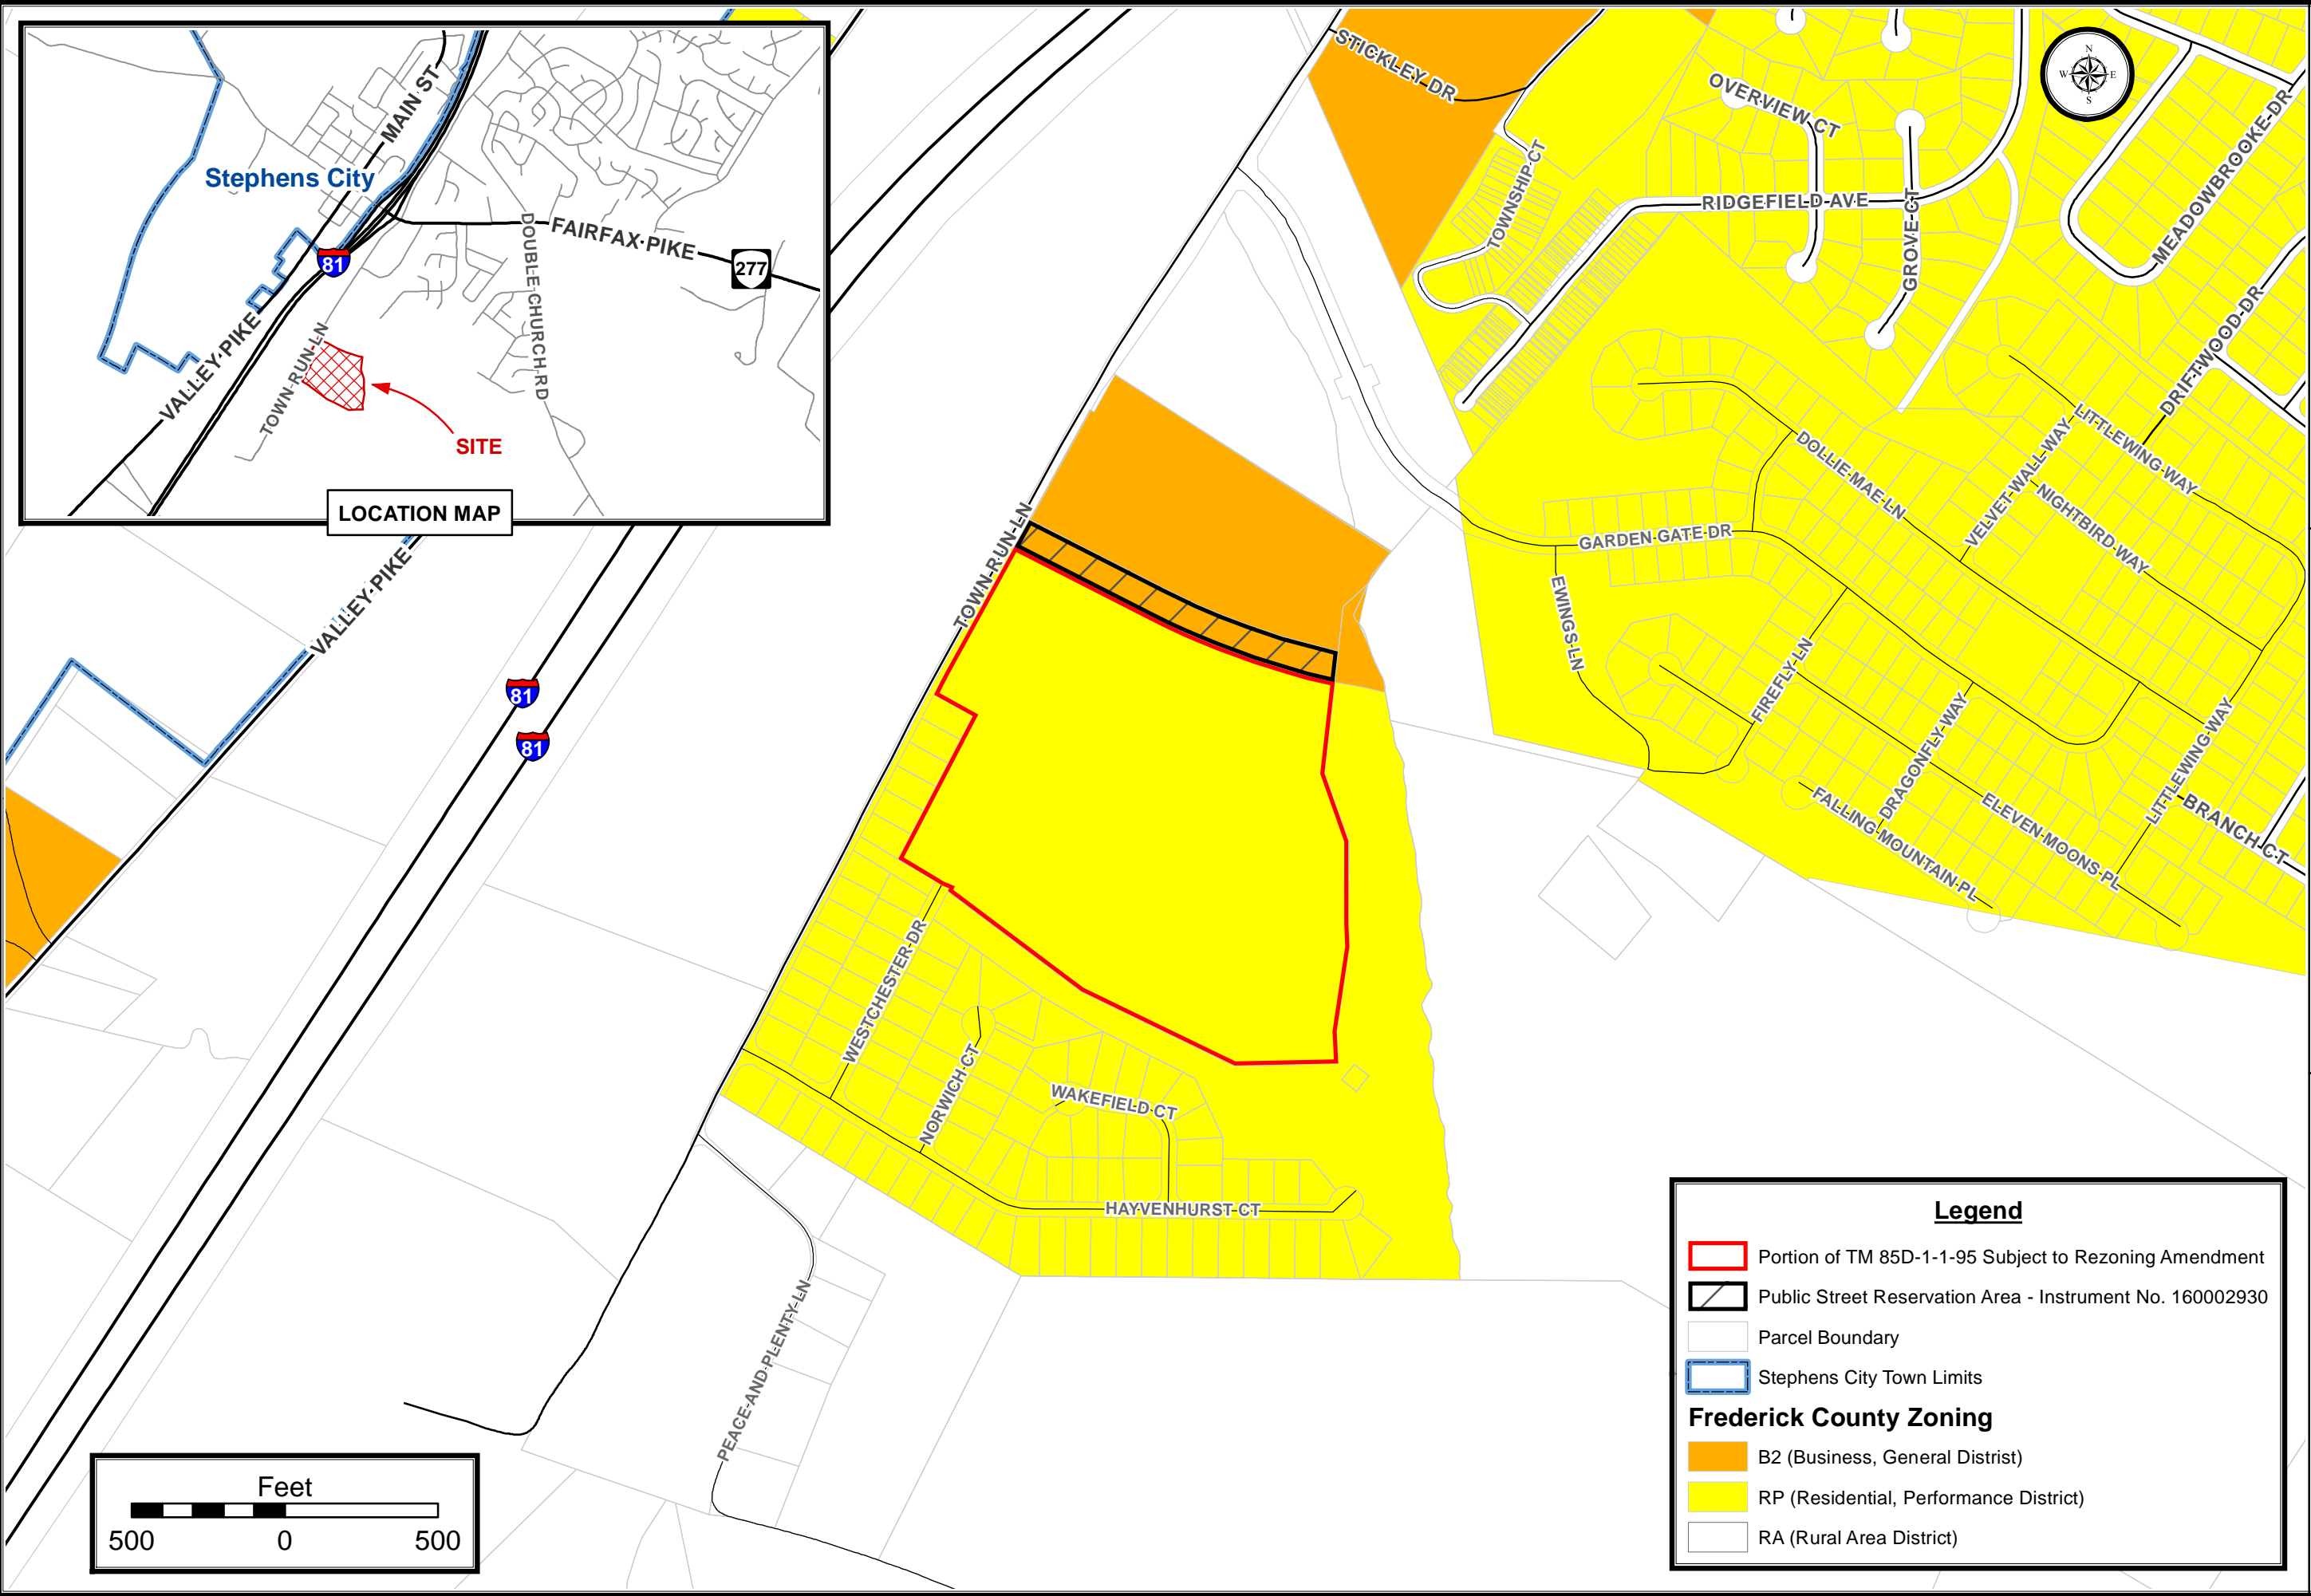 MAIN ST
Stephens City
FAIRFAX PIKE
277
81
DOUBLE CHURCH RD
VALLEY PIKE
TOWN RUN LN
SITE
LOCATION MAP
N
W
E
S
STICKLEY DR
OVERVIEW CT
TOWNSHIP CT
RIDGEFIELD AVE
GROVE CT
MEADOWBROOKE DR
DRIFTWOOD DR
LITTLEWING WAY
DOLLIE MAE LN
VELVET WALL WAY
NIGHTBIRD WAY
GARDEN GATE DR
EWINGS LN
FIREFLY LN
DRAGONFLY WAY
LITTLEWING WAY
BRANCH CT
ELEVEN MOONS PL
FALLING MOUNTAIN PL
TOWN RUN LN
VALLEY PIKE
81
81
WESTCHESTER DR
NORWICH CT
WAKEFIELD CT
HAYVENHURST CT
PEACE AND PLENTY LN
Feet
500 0 500
Legend
Portion of TM 85D-1-1-95 Subject to Rezoning Amendment
Public Street Reservation Area - Instrument No. 160002930
Parcel Boundary
Stephens City Town Limits
Frederick County Zoning
B2 (Business, General Distrist)
RP (Residential, Performance District)
RA (Rural Area District)